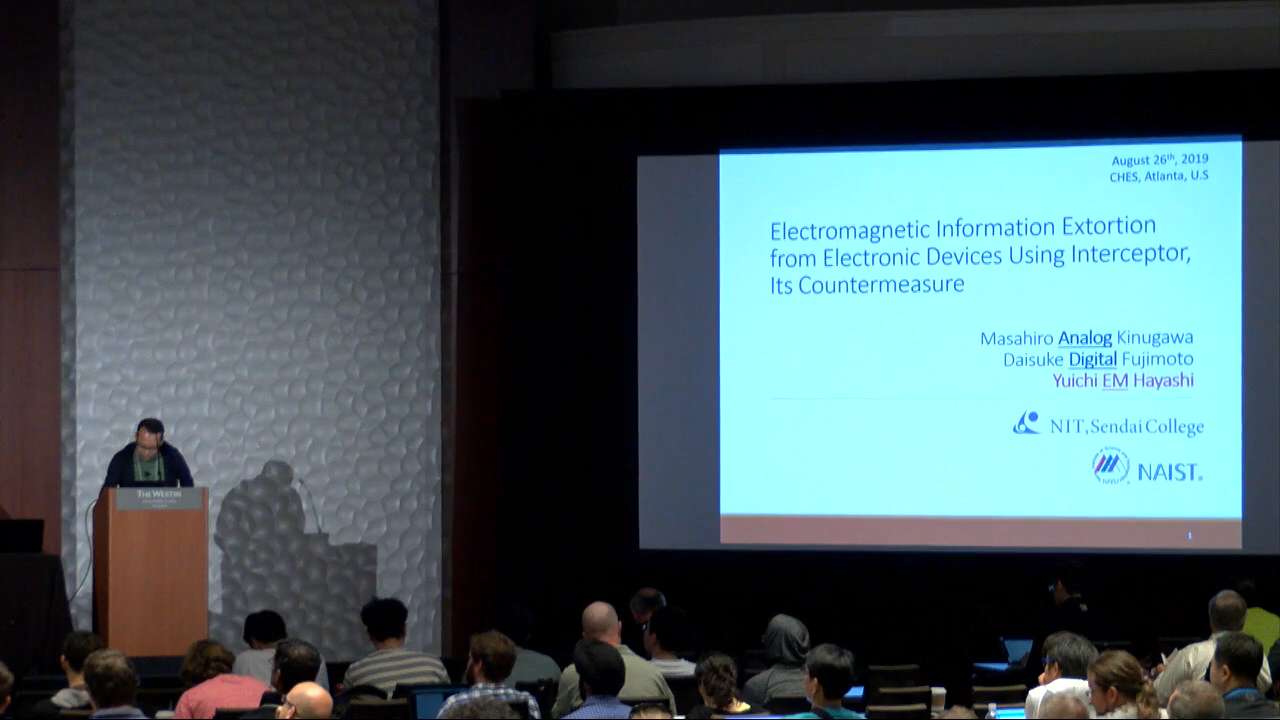 August 26th, 2019
CHES, Atlanta, U.S
Electromagnetic Information Extortion
from Electronic Devices Using Interceptor,
Its Countermeasure
Masahiro Analog Kinugawa
Daisuke Digital Fujimoto
Yuichi EM Hayashi
NIT, Sendai College
NAIST®
1
THE WESTIN